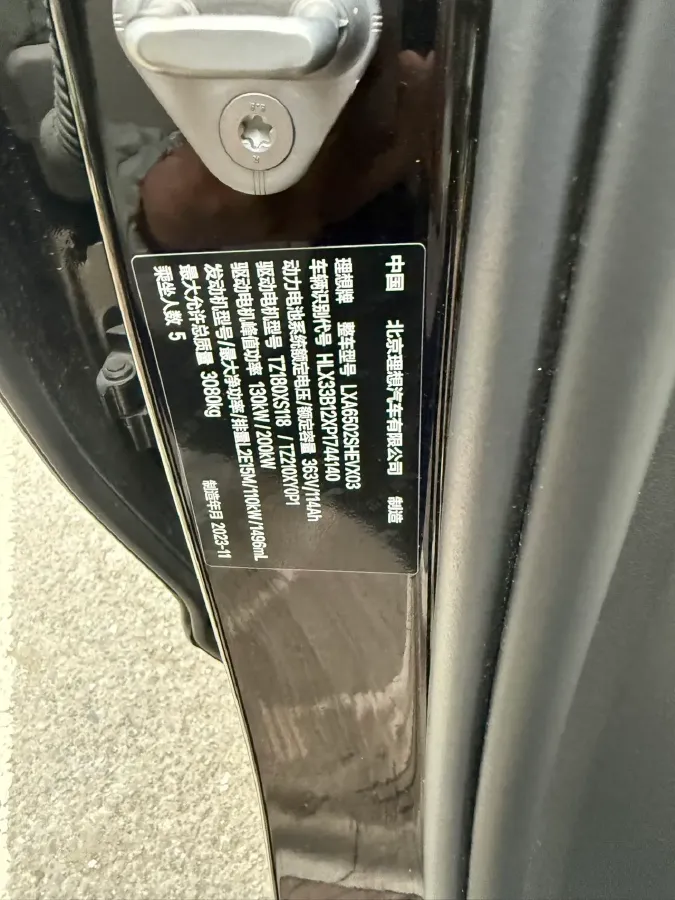 中国 北京理想汽车有限公司 制造
理想牌 整车型号 LXA6502SHEVX03
车辆识别代号 HLX33B12XP1744140
动力电池系统额定电压/额定容量 363V/114Ah
驱动电机型号 TZ180XS118 / TZ210XY0P1
驱动电机峰值功率 130kW/200kW
发动机型号/最大净功率/排量 L2E15M/110kW/1496mL
最大允许总质量 3080kg
乘坐人数 5 制造年月 2023-11